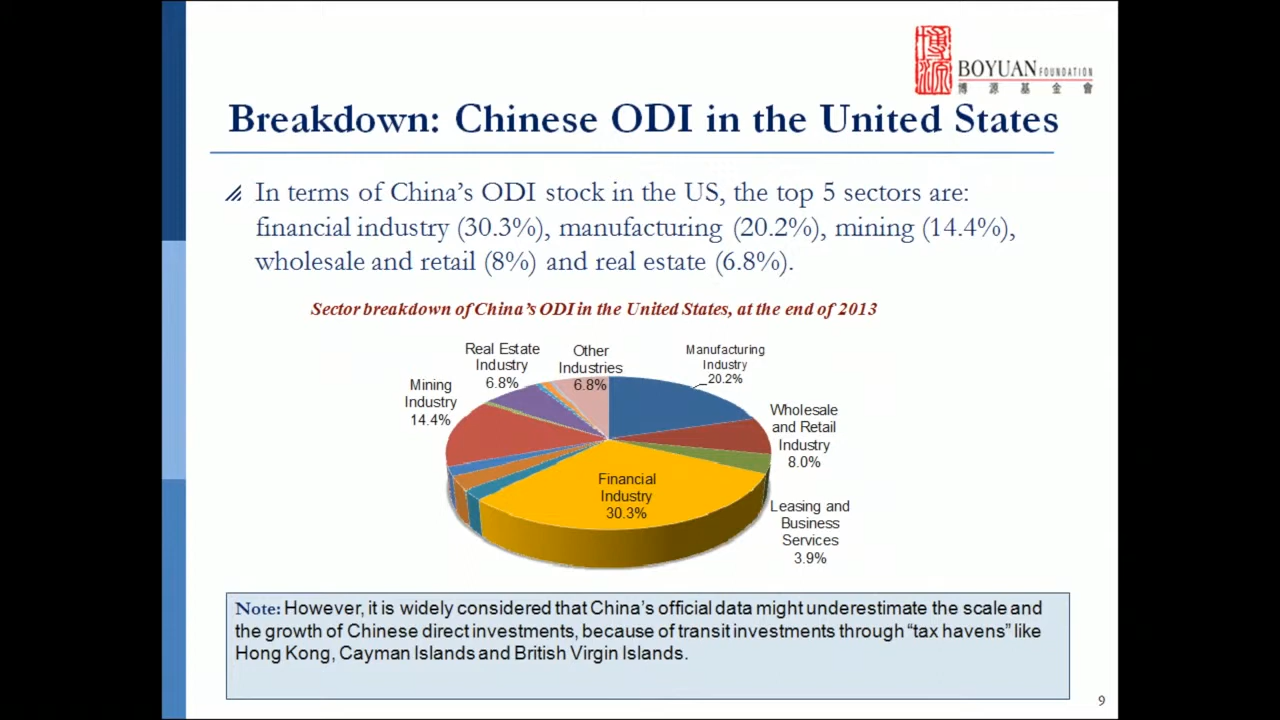 博源
BOYUAN FOUNDATION
博源基金會
Breakdown: Chinese ODI in the United States
In terms of China’s ODI stock in the US, the top 5 sectors are:
financial industry (30.3%), manufacturing (20.2%), mining (14.4%),
wholesale and retail (8%) and real estate (6.8%).
Sector breakdown of China’s ODI in the United States, at the end of 2013
Real Estate
Industry
6.8%
Other
Industries
6.8%
Manufacturing
Industry
20.2%
Mining
Industry
14.4%
Wholesale
and Retail
Industry
8.0%
Financial
Industry
30.3%
Leasing and
Business
Services
3.9%
Note: However, it is widely considered that China’s official data might underestimate the scale and
the growth of Chinese direct investments, because of transit investments through “tax havens” like
Hong Kong, Cayman Islands and British Virgin Islands.
9